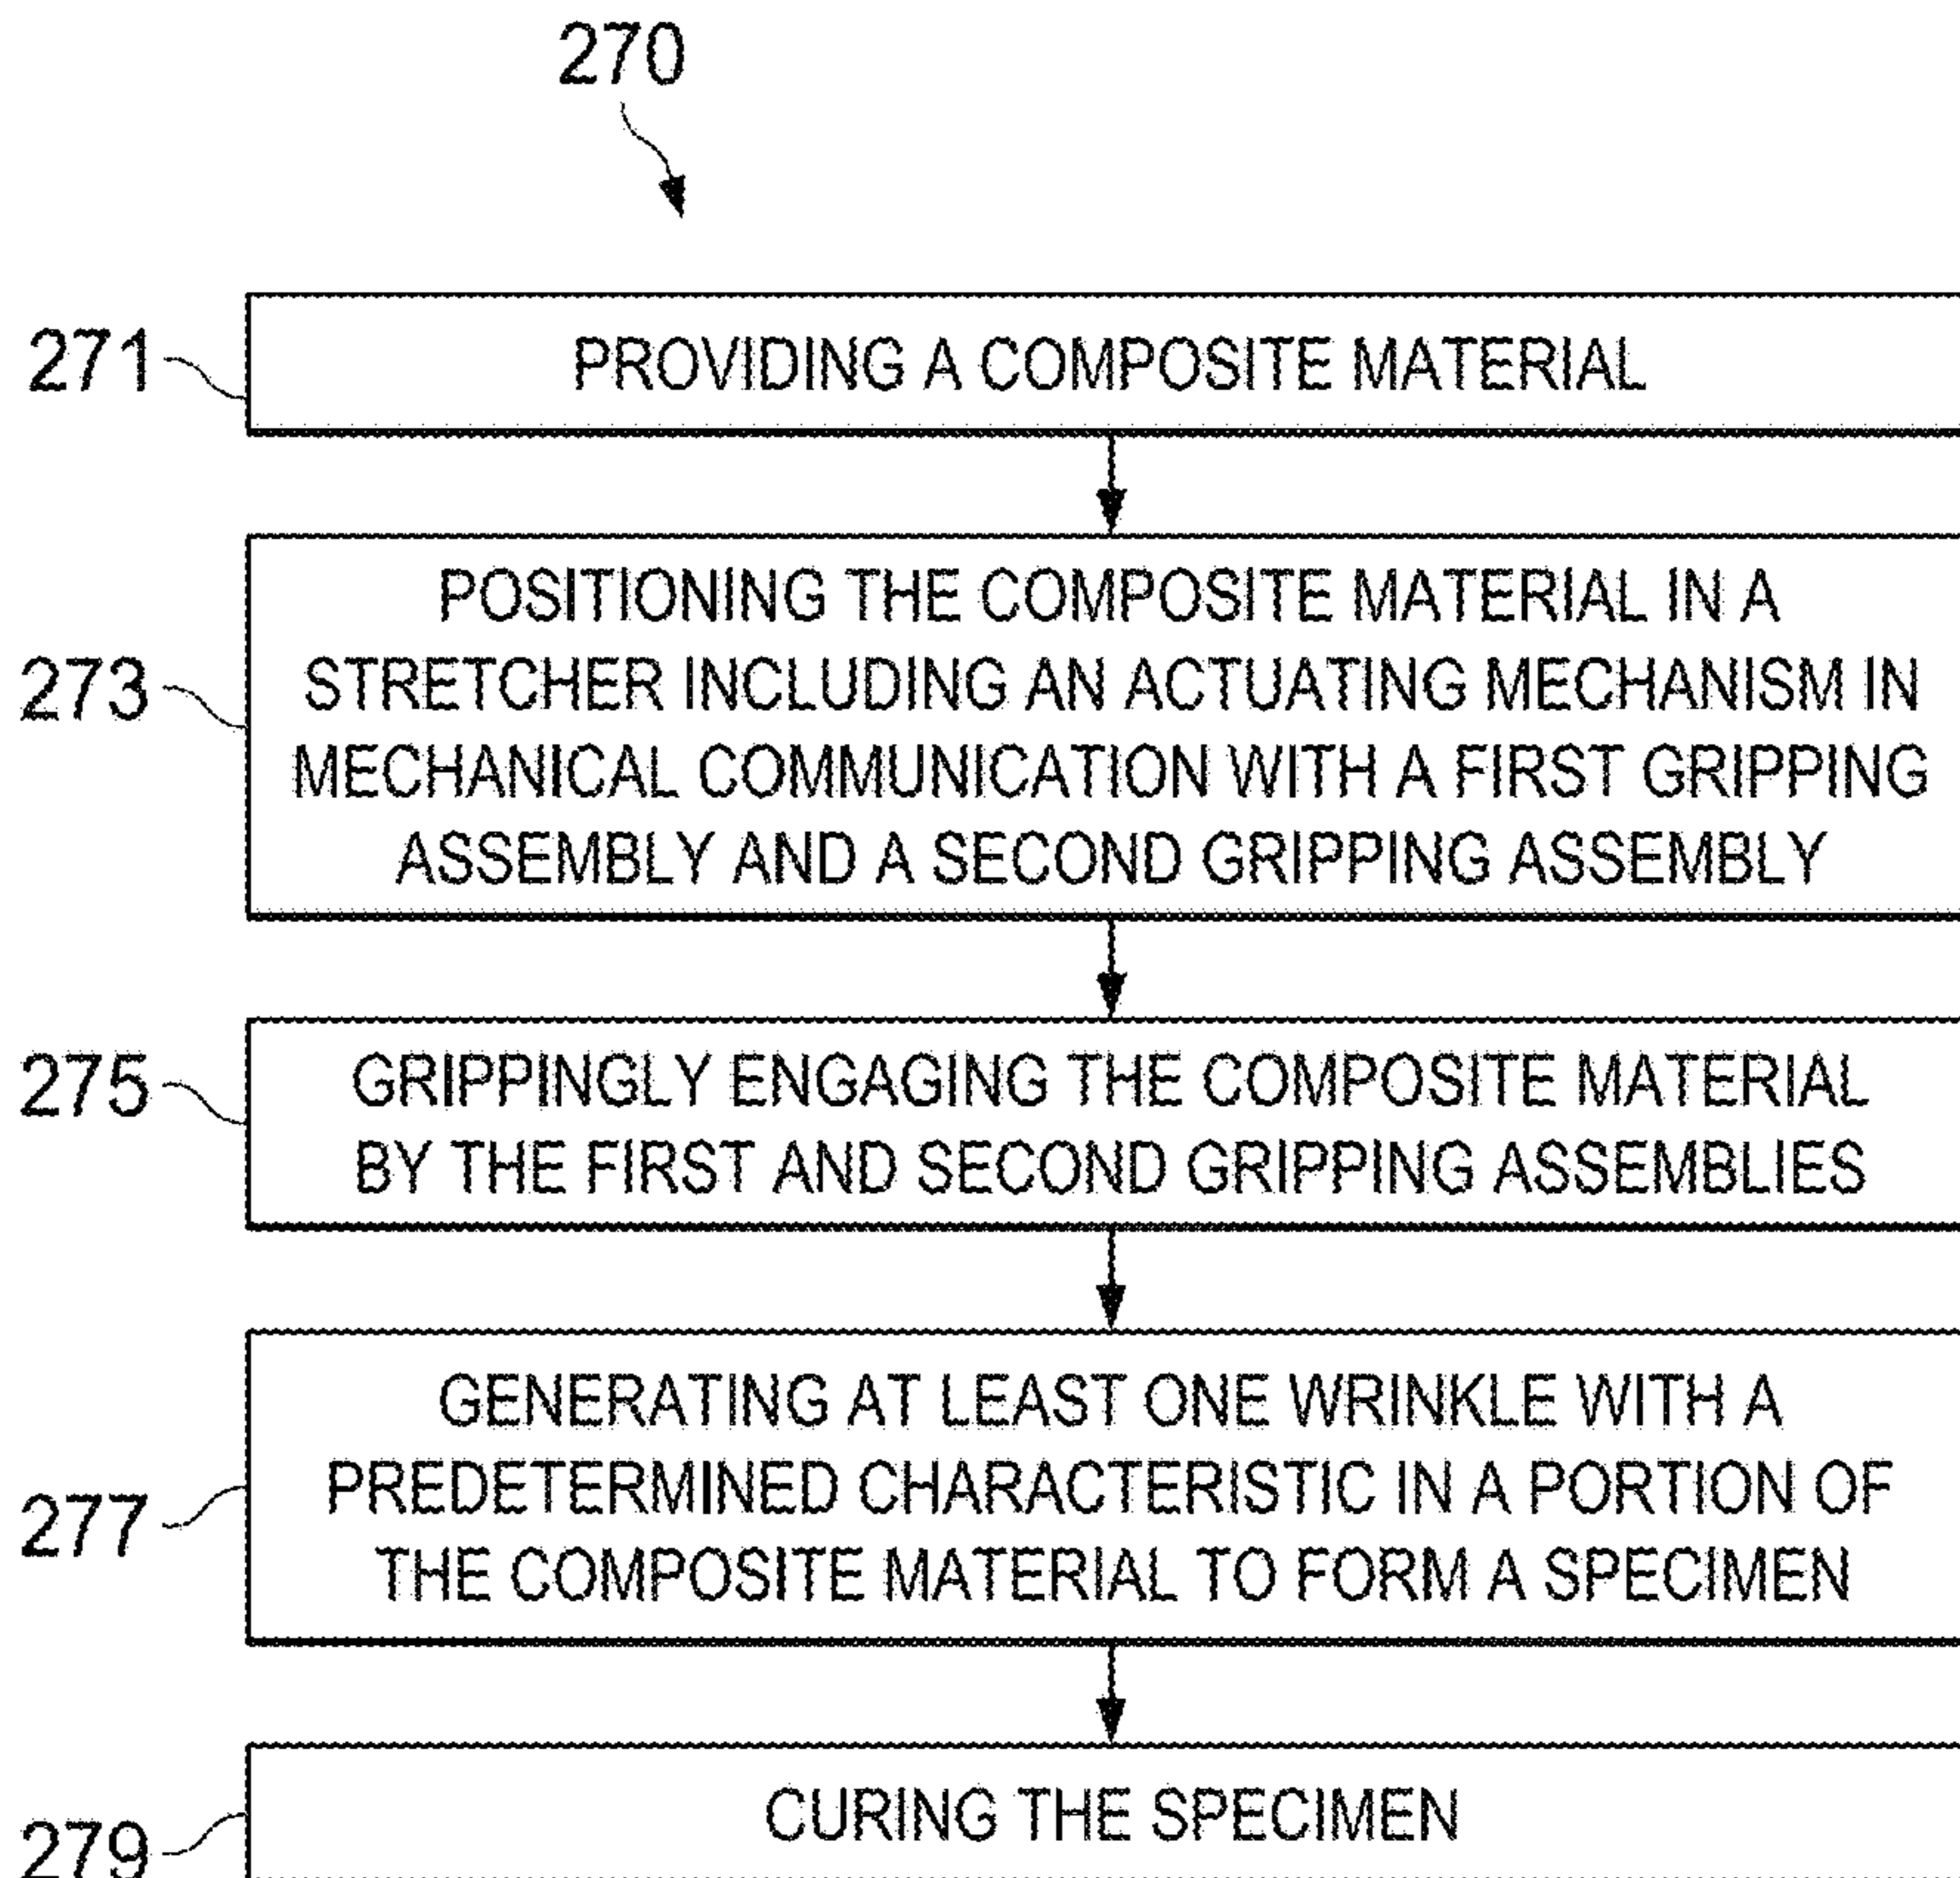 270
271
PROVIDING A COMPOSITE MATERIAL
273
POSITIONING THE COMPOSITE MATERIAL IN A
STRETCHER INCLUDING AN ACTUATING MECHANISM IN
MECHANICAL COMMUNICATION WITH A FIRST GRIPPING
ASSEMBLY AND A SECOND GRIPPING ASSEMBLY
275
GRIPPINGLY ENGAGING THE COMPOSITE MATERIAL
BY THE FIRST AND SECOND GRIPPING ASSEMBLIES
277
GENERATING AT LEAST ONE WRINKLE WITH A
PREDETERMINED CHARACTERISTIC IN A PORTION OF
THE COMPOSITE MATERIAL TO FORM A SPECIMEN
279
CURING THE SPECIMEN